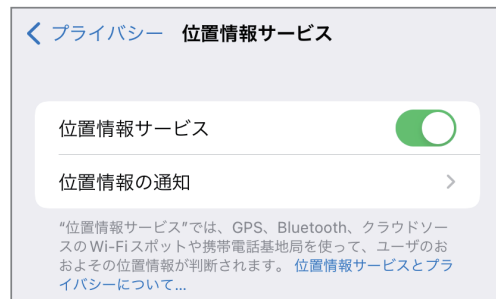 プライバシー 位置情報サービス
位置情報サービス
位置情報の通知
“位置情報サービス”では、GPS、Bluetooth、クラウドソー
スのWi-Fiスポットや携帯電話基地局を使って、ユーザのお
およその位置情報が判断されます。 位置情報サービスとプラ
イバシーについて...